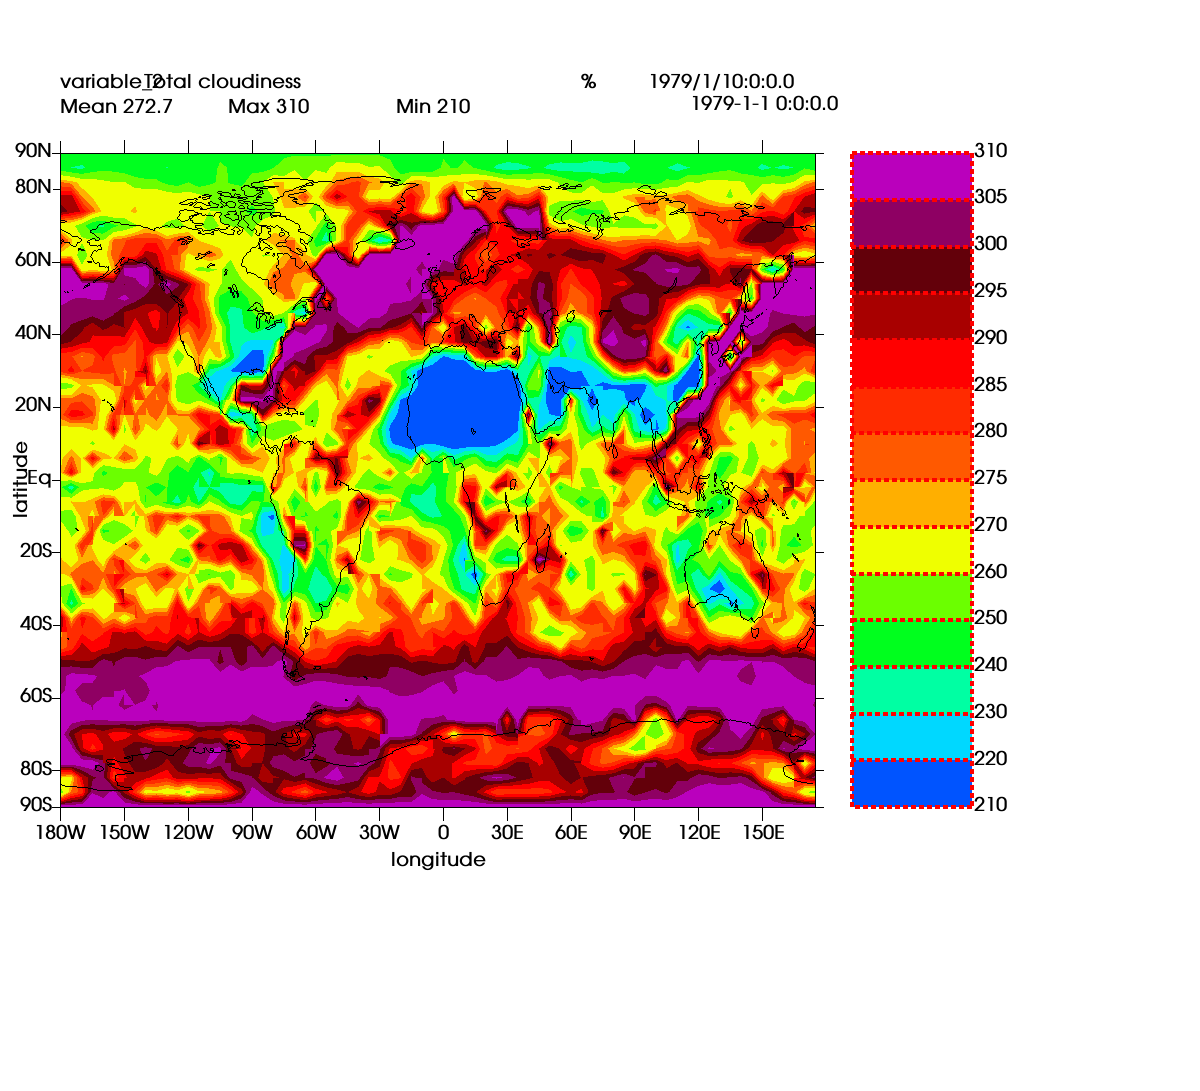 variable_2 Total cloudiness % 1979/1/10:0:0.0
Mean 272.7 Max 310 Min 210 1979-1-1 0:0:0.0
90N
80N
60N
40N
20N
Eq
20S
40S
60S
80S
90S
latitude
180W 150W 120W 90W 60W 30W 0 30E 60E 90E 120E 150E
longitude
310
305
300
295
290
285
280
275
270
260
250
240
230
220
210